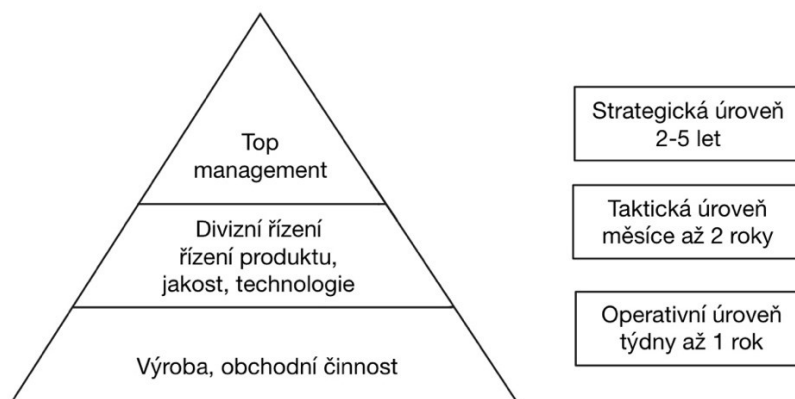 Top
management
Strategická úroveň
2-5 let
Divizní řízení
řízení produktu,
jakost, technologie
Taktická úroveň
měsíce až 2 roky
Výroba, obchodní činnost
Operativní úroveň
týdny až 1 rok